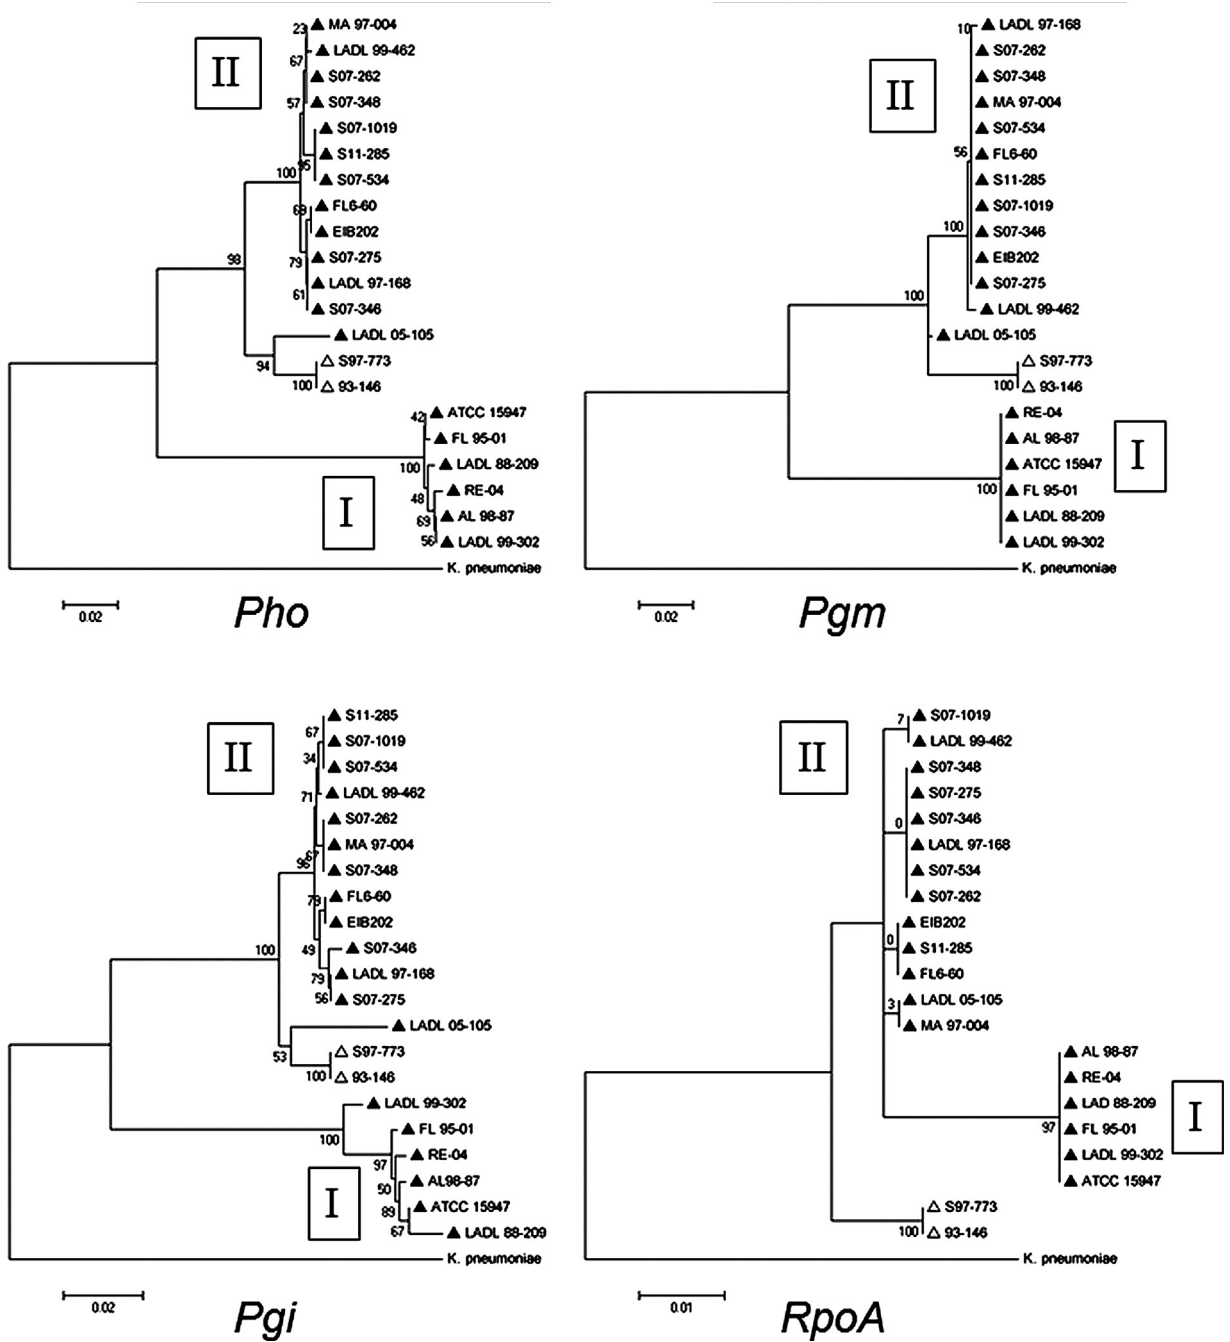 23 MA 97-004
LADL 99-462
67
II
S07-262
57 S07-348
S07-1019
S11-285
95
100 S07-534
69 FL6-60
EIB202
98
79 S07-275
LADL 97-168
61 S07-346
LADL 05-105
94 S97-773
100 93-146
42 ATCC 15947
FL 95-01
100 LADL 88-209
48 RE-04
I
69 AL 98-87
56 LADL 99-302
K. pneumoniae
0.02
Pho
10 LADL 97-168
S07-262
II
S07-348
MA 97-004
S07-534
56 FL6-60
S11-285
S07-1019
100 S07-346
EIB202
S07-275
100
LADL 99-462
LADL 05-105
S97-773
100 93-146
RE-04
AL 98-87
I
ATCC 15947
100 FL 95-01
LADL 88-209
LADL 99-302
K. pneumoniae
0.02
Pgm
S11-285
67
S07-1019
II
34
S07-534
71 LADL 99-462
S07-262
MA 97-004
67
S07-348
FL6-60
EIB202
100
49 S07-346
79 LADL 97-168
56 S07-275
LADL 05-105
53 S97-773
100 93-146
LADL 99-302
100 FL 95-01
97 RE-04
50 AL98-87
I
89 ATCC 15947
67 LADL 88-209
K. pneumoniae
0.02
Pgi
7 S07-1019
LADL 99-462
II
S07-348
S07-275
0 S07-346
LADL 97-168
S07-534
S07-262
EIB202
0 S11-285
FL6-60
3 LADL 05-105
MA 97-004
AL 98-87
RE-04
LAD 88-209
I
97 FL 95-01
LADL 99-302
ATCC 15947
S97-773
100 93-146
K. pneumoniae
0.01
RpoA